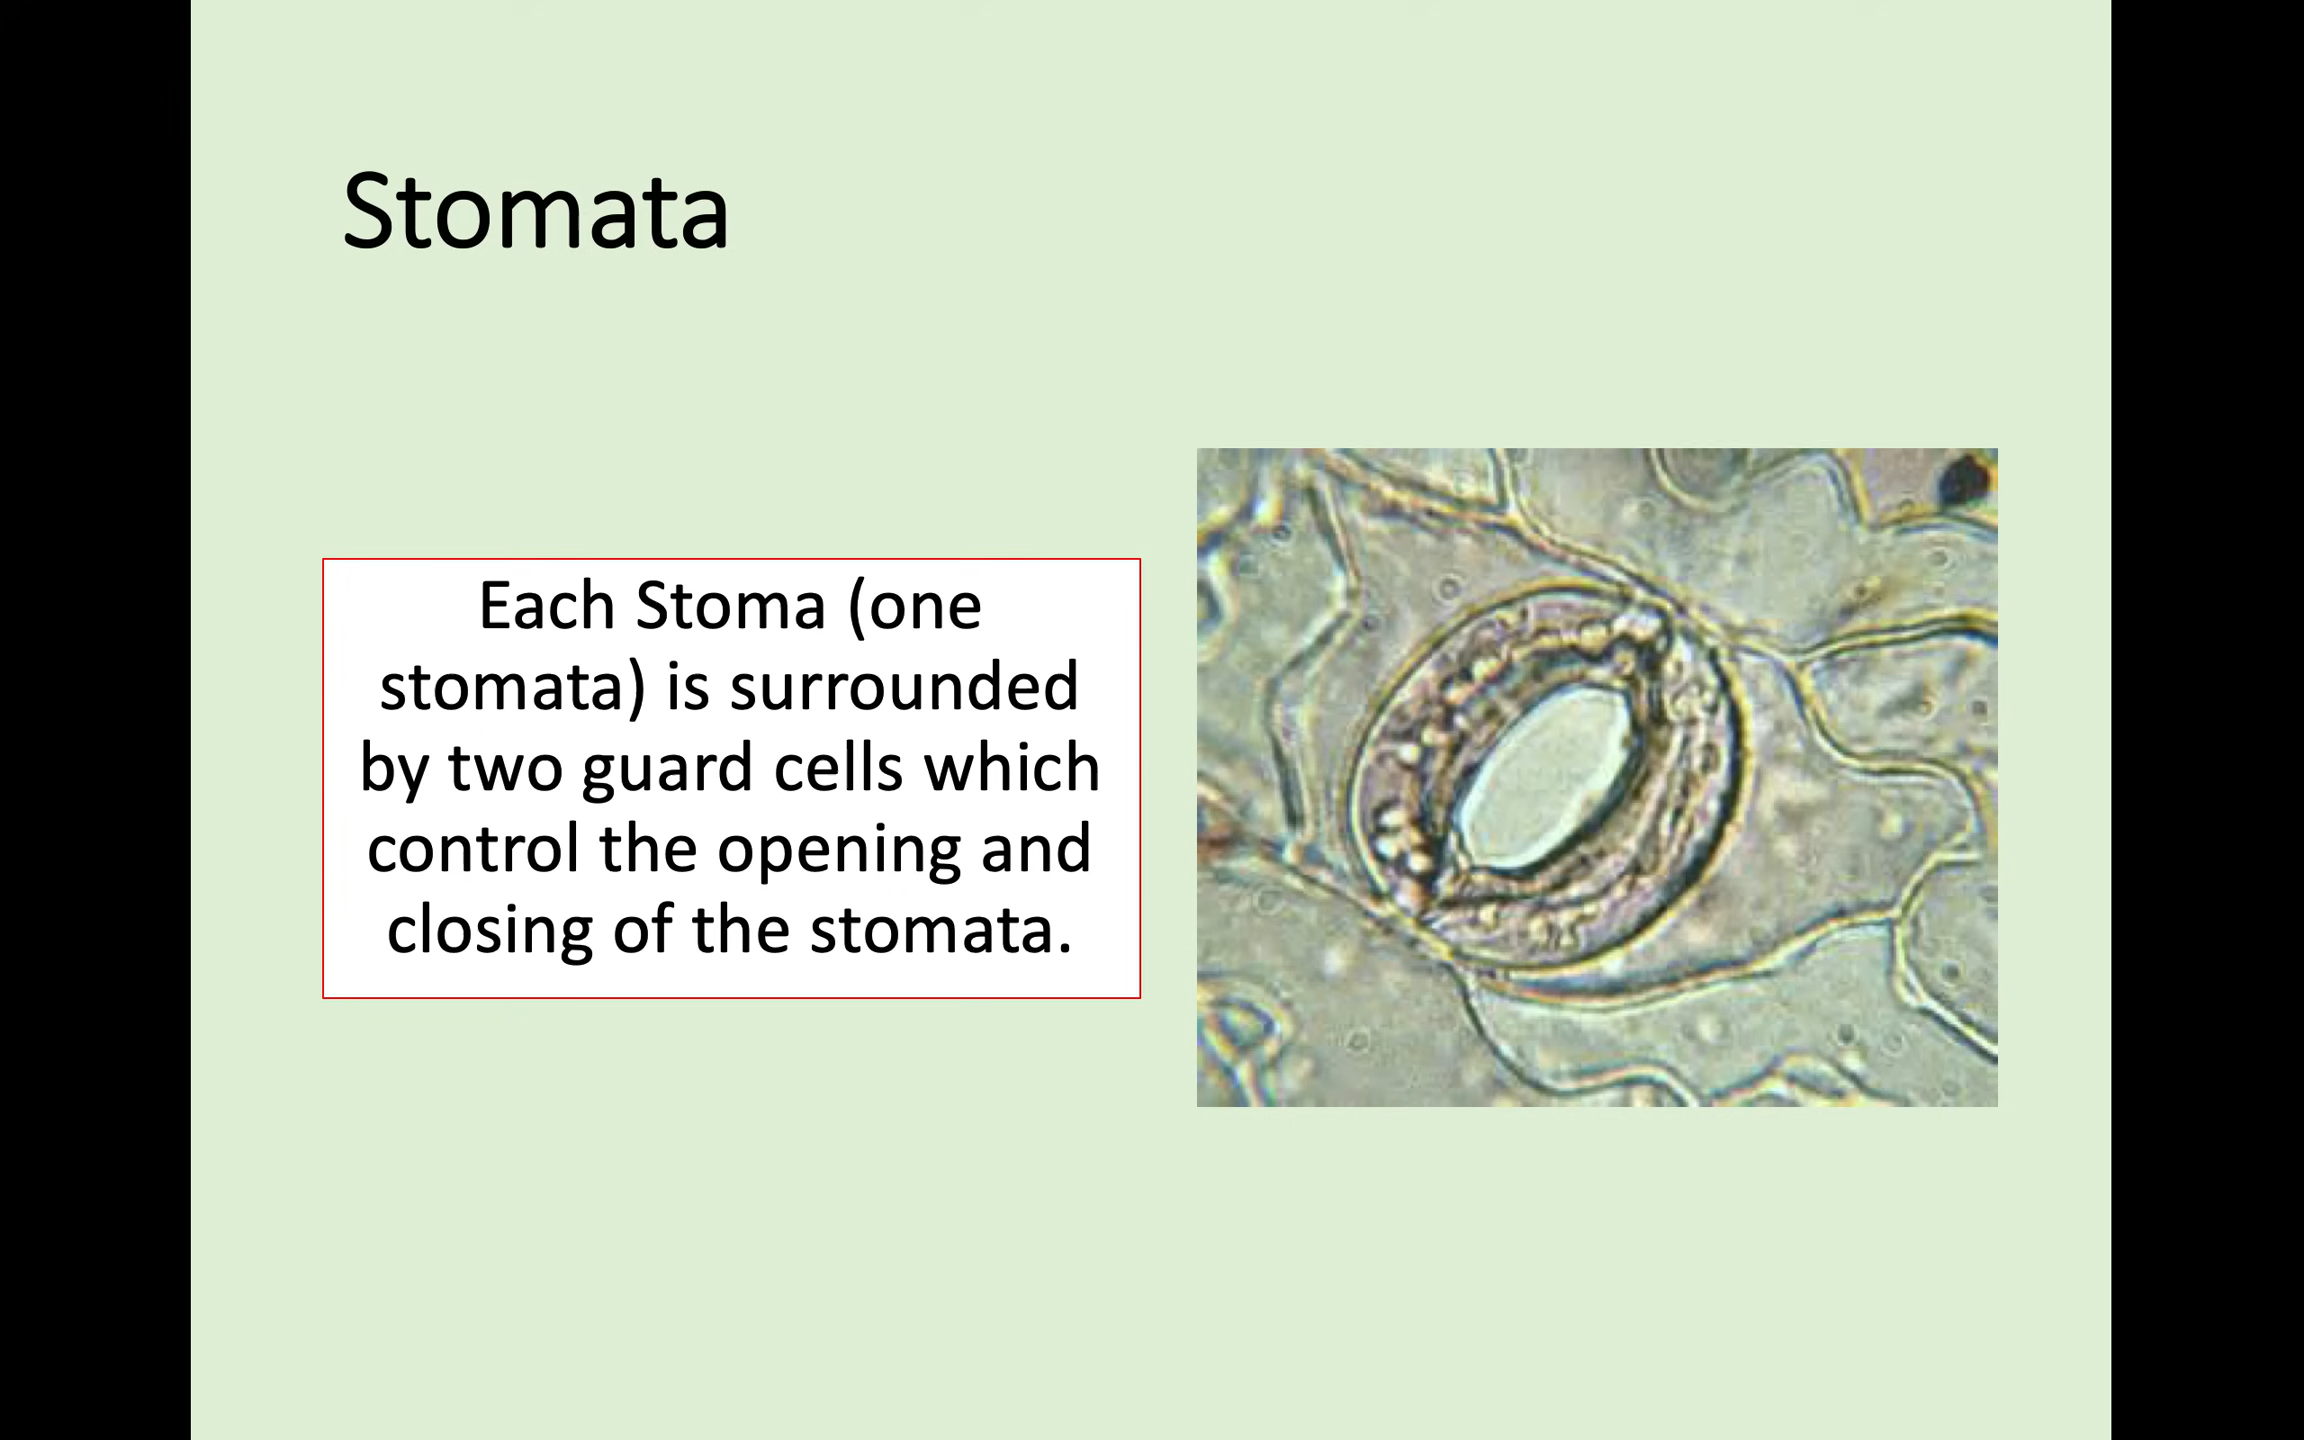 Stomata
Each Stoma (one
stomata) is surrounded
by two guard cells which
control the opening and
closing of the stomata.